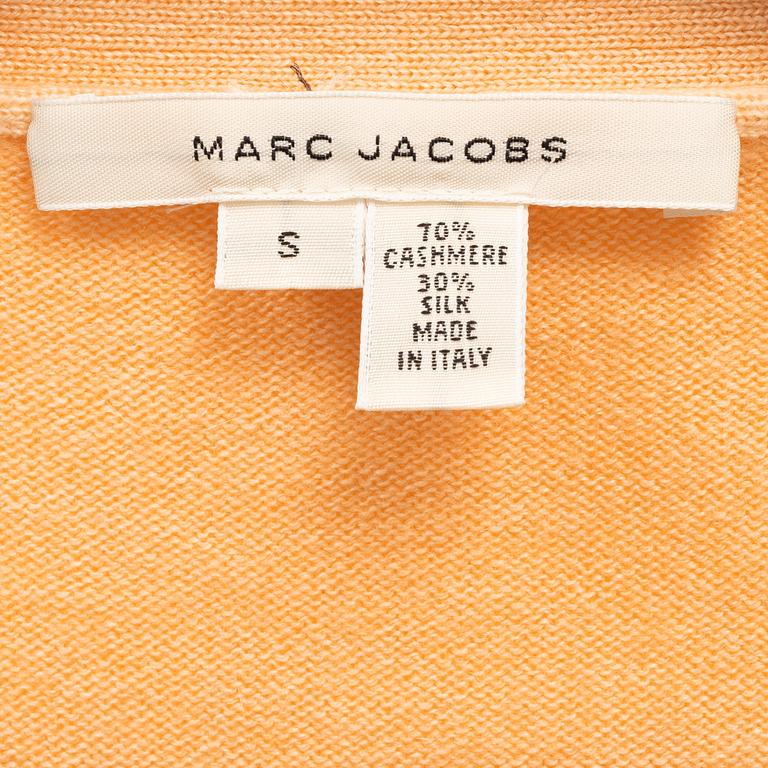 MARC JACOBS
S
70%
CASHMERE
30%
SILK
MADE
IN ITALY